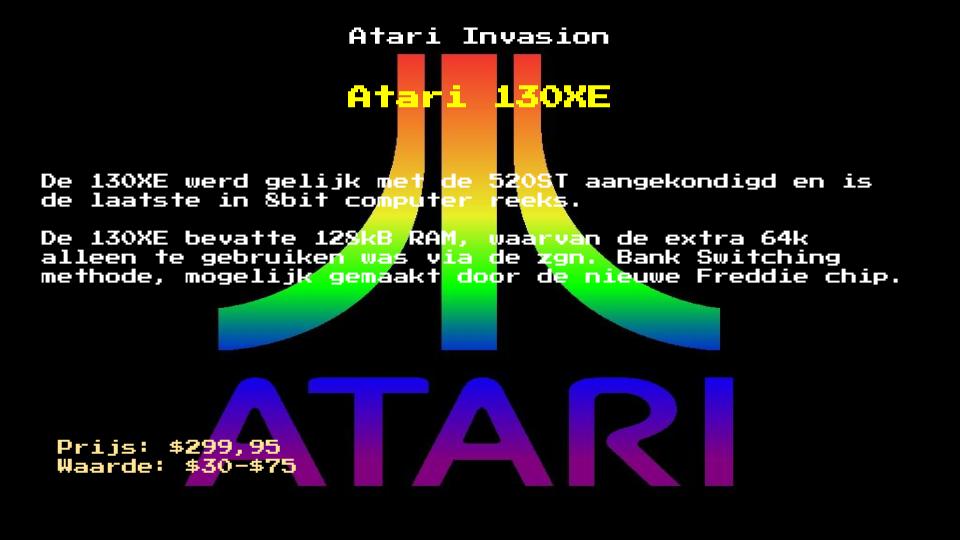 Atari Invasion
Atari 130XE
De 130XE werd gelijk met de 520ST aangekondigd en is
de laatste in 8bit computer reeks.
De 130XE bevatte 128kB RAM, waarvan de extra 64k
alleen te gebruiken was via de zgn. Bank Switching
methode, mogelijk gemaakt door de nieuwe Freddie chip.
ATARI
Prijs: $299,95
Waarde: $30-$75